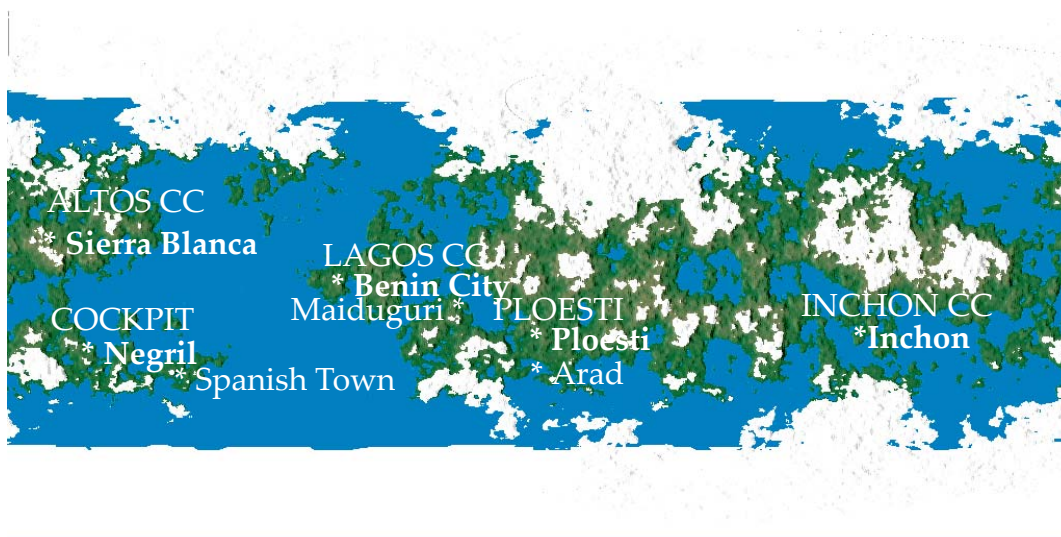 ALTOS CC
* Sierra Blanca
LAGOS CC
* Benin City
Maiduguri *
PLOESTI
* Ploesti
* Arad
INCHON CC
*Inchon
COCKPIT
* Negril
* Spanish Town